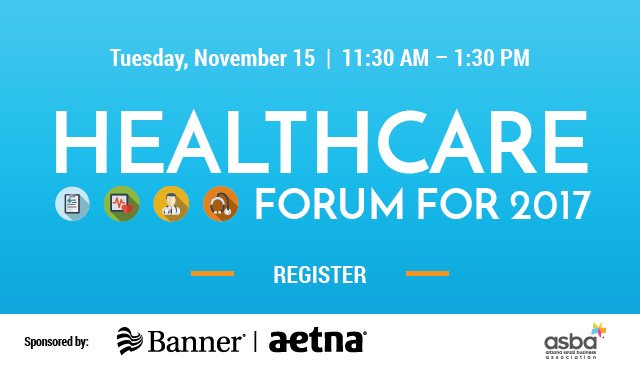 Tuesday, November 15 | 11:30 AM – 1:30 PM
HEALTHCARE
FORUM FOR 2017
REGISTER
Sponsored by: Banner® | aetna®
asba
arizona small business
association